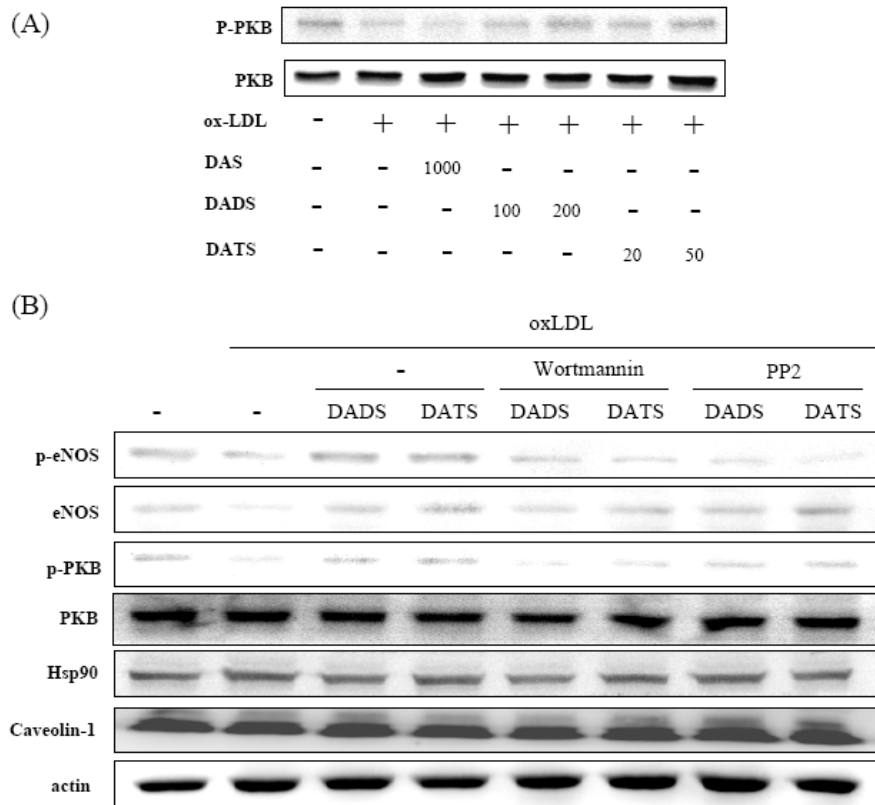 (A)
P-PKB
PKB
ox-LDL - + + + + + +
DAS - - 1000 - - - -
DADS - - - 100 200 - -
DATS - - - - - 20 50
(B)
oxLDL
- Wortmannin PP2
- - DADS DATS DADS DATS DADS DATS
p-eNOS
eNOS
p-PKB
PKB
Hsp90
Caveolin-1
actin